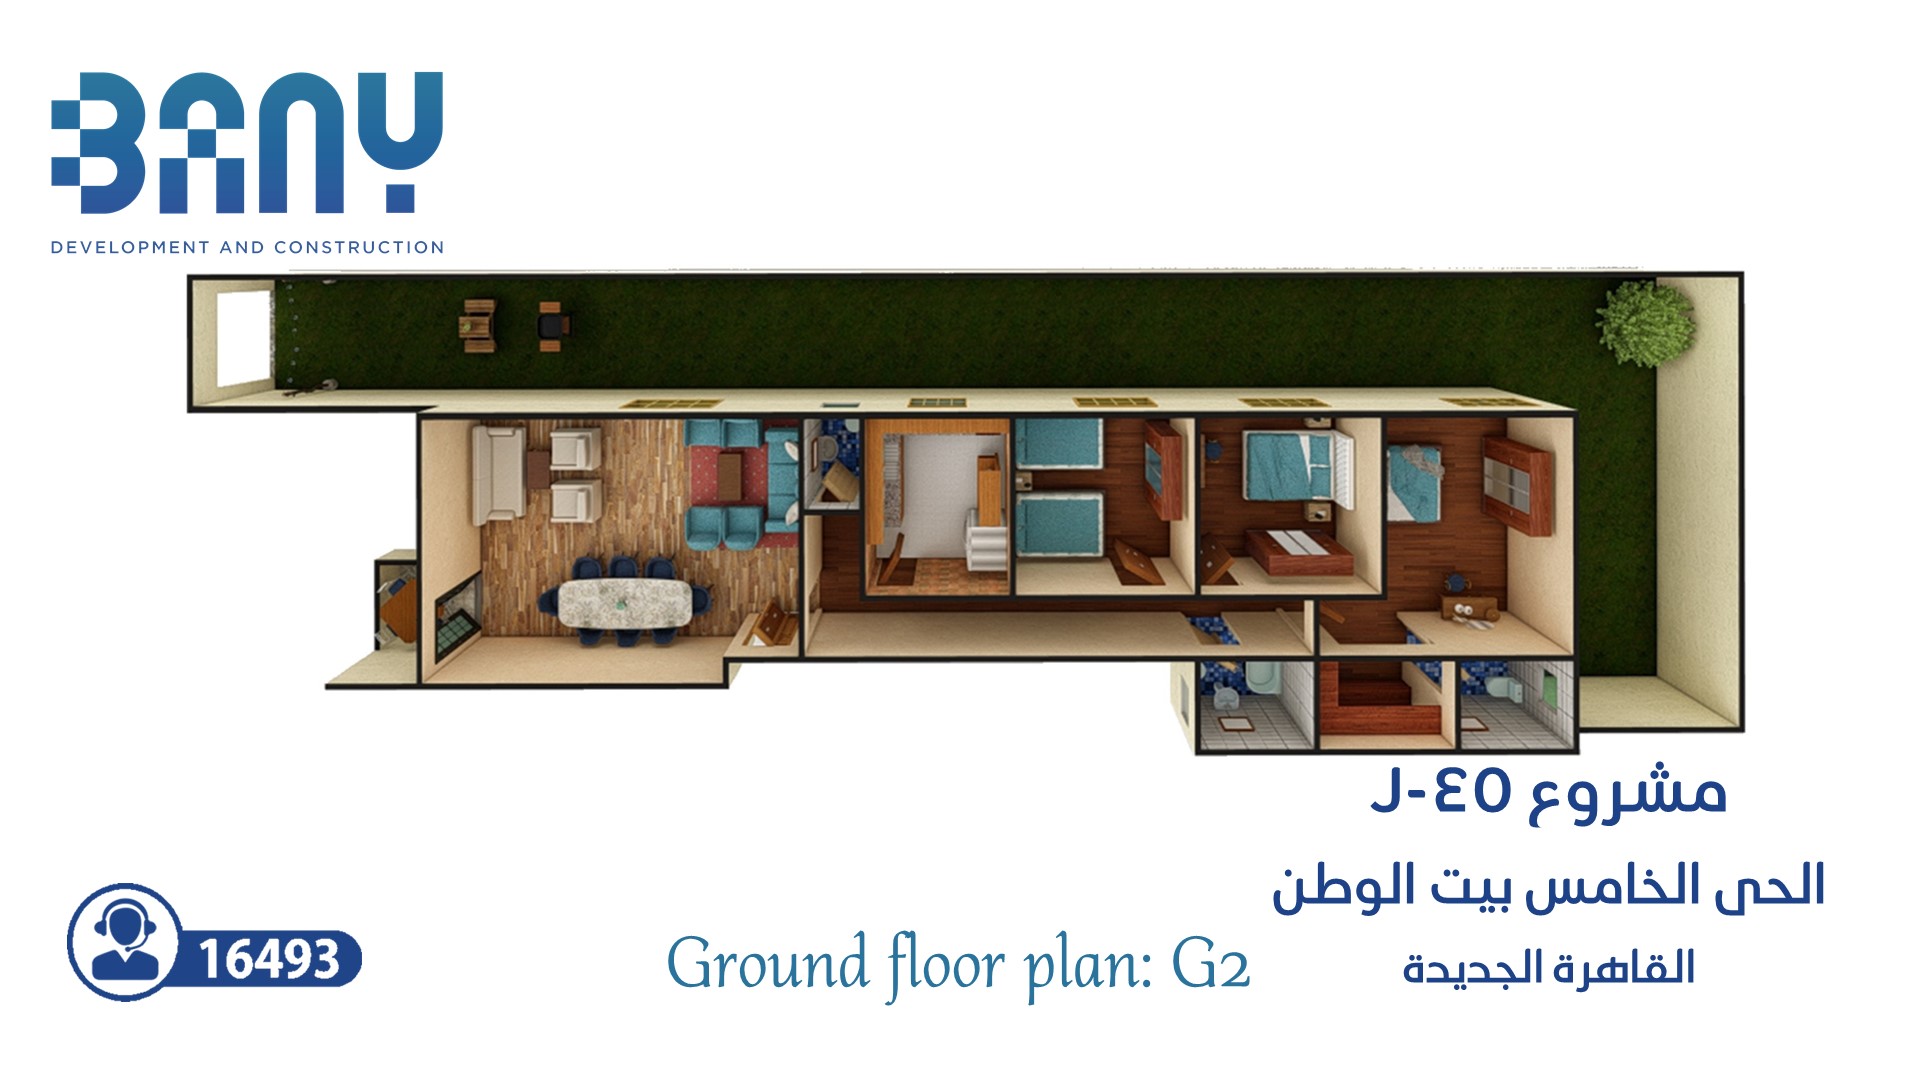 BANY
DEVELOPMENT AND CONSTRUCTION
مشروع J-٤٥
الحى الخامس بيت الوطن
القاهرة الجديدة
Ground floor plan: G2
16493